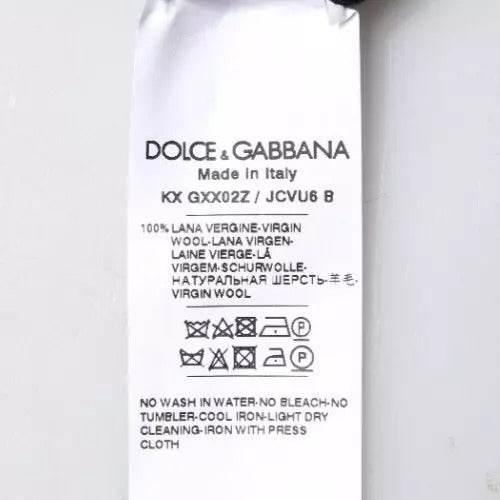 DOLCE & GABBANA
Made in Italy
KX GXX02Z / JCVU6 B
100% LANA VERGINE-VIRGIN
WOOL-LANA VIRGEN-
LAINE VIERGE-LÃ
VIRGEM-SCHURWOLLE-
НАТУРАЛЬНАЯ ШЕРСТЬ-羊毛-
VIRGIN WOOL
NO WASH IN WATER-NO BLEACH-NO
TUMBLER-COOL IRON-LIGHT DRY
CLEANING-IRON WITH PRESS
CLOTH